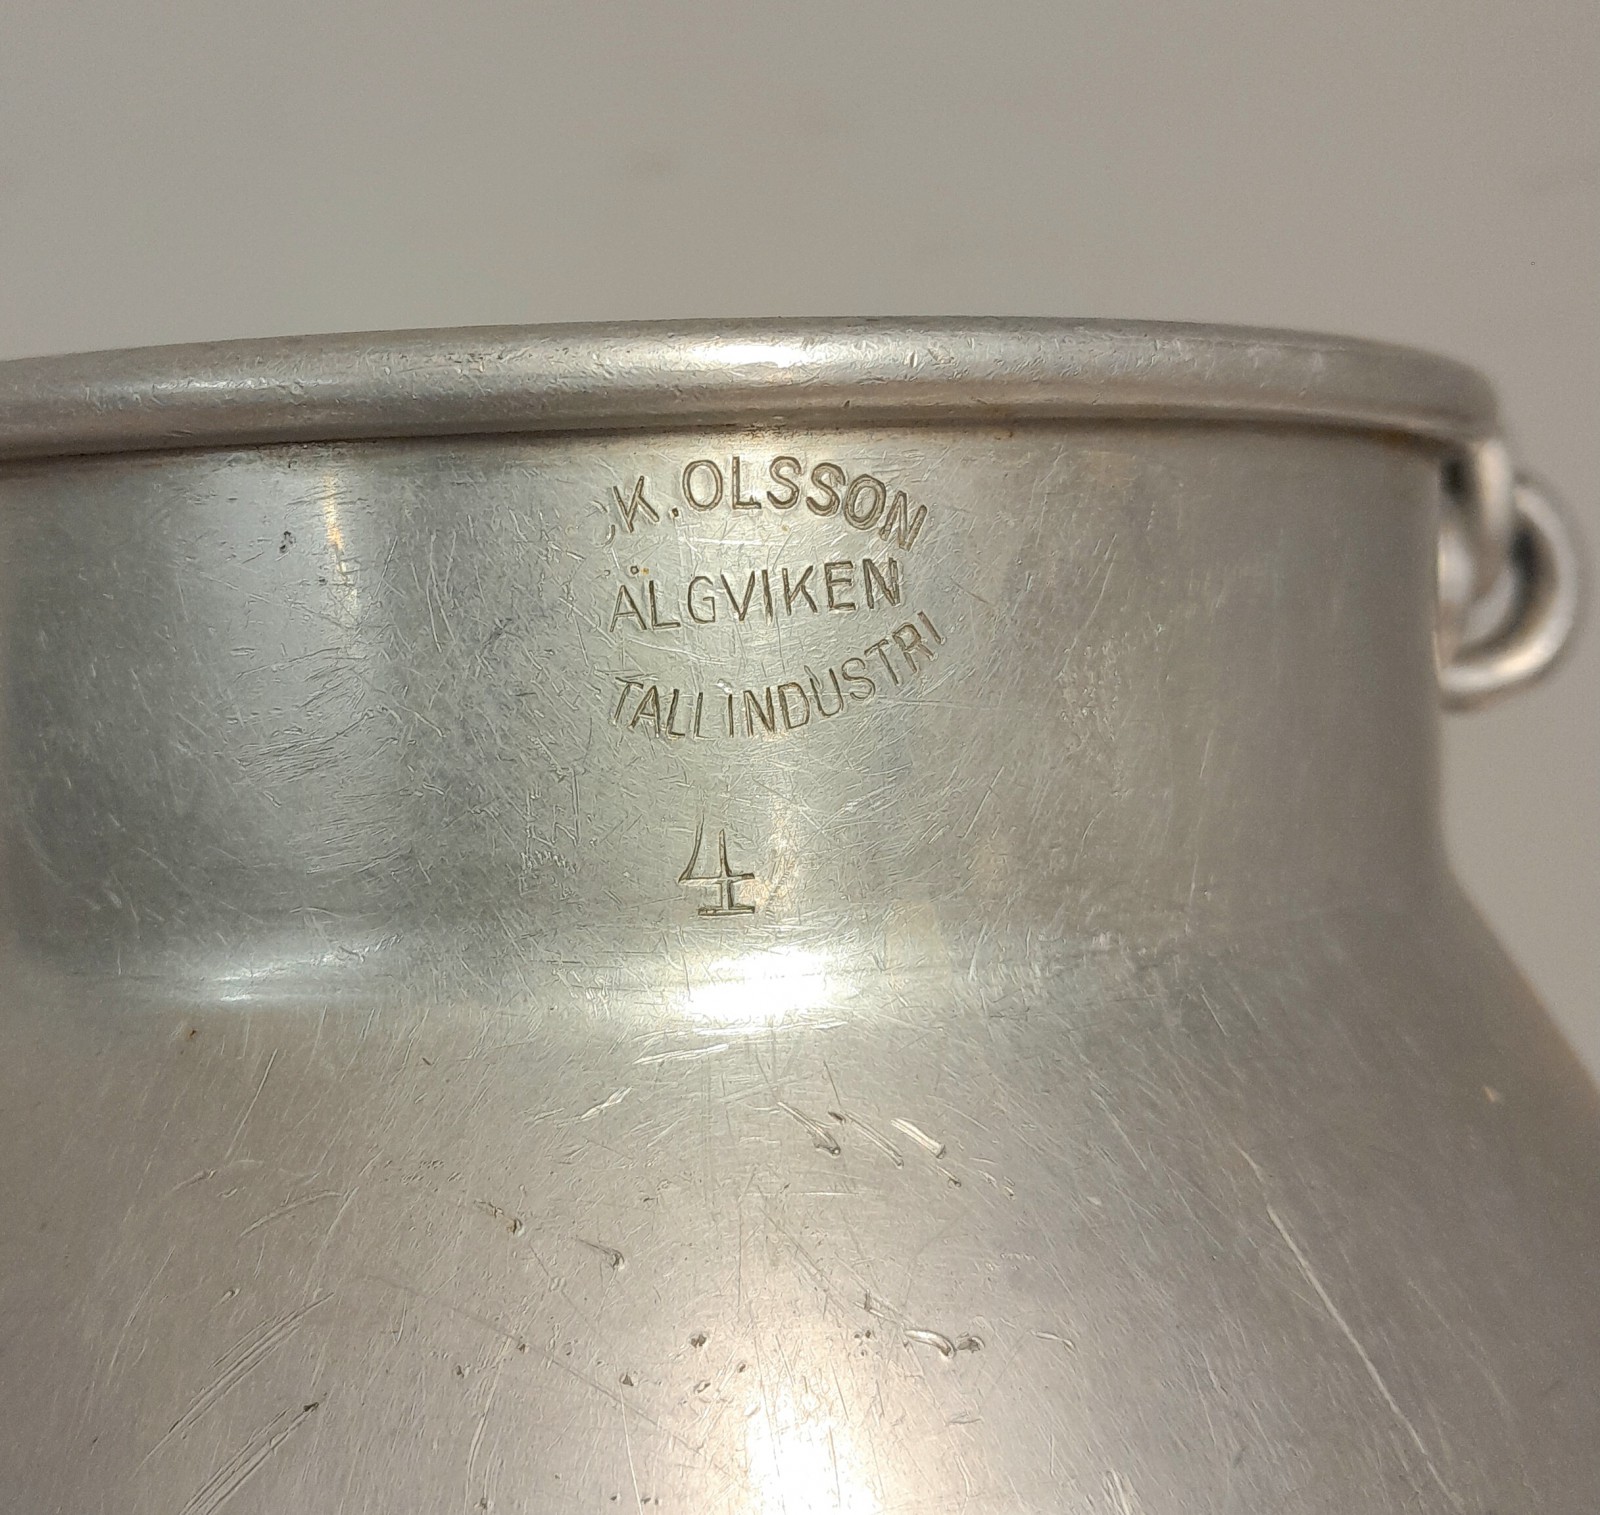 K. OLSSON
ÄLGVIKEN
TALLINDUSTRI
4